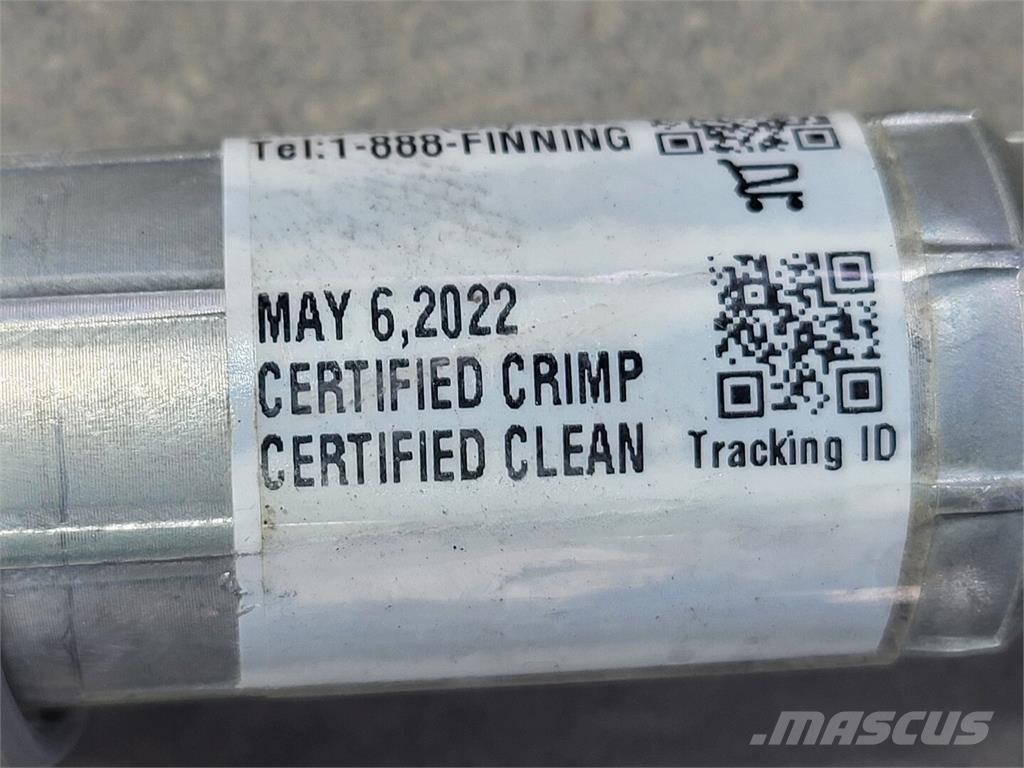 Tel:1-888-FINNING
MAY 6,2022
CERTIFIED CRIMP
CERTIFIED CLEAN
Tracking ID
MASCUS